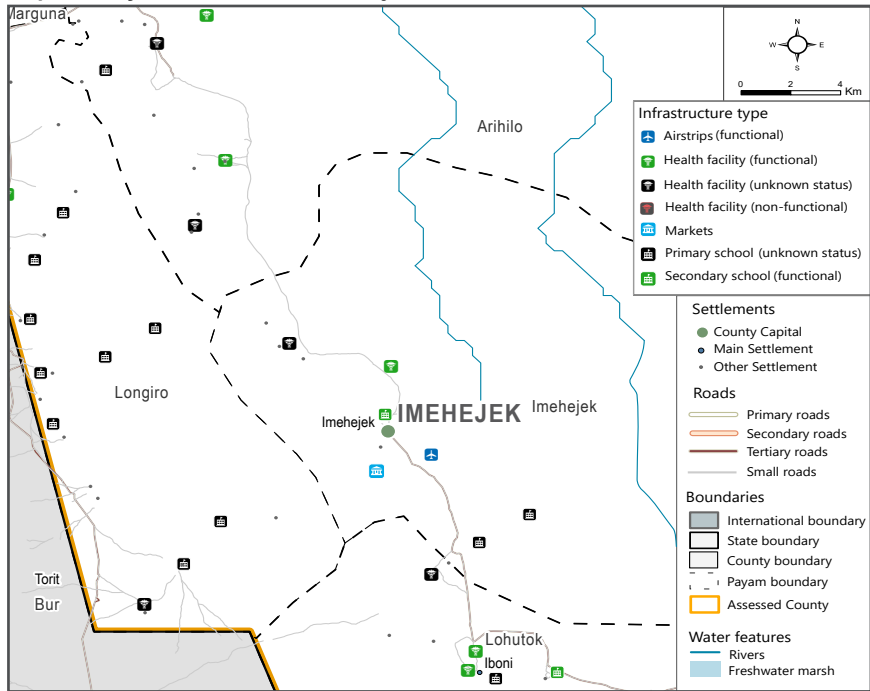 Marguna
N
W
E
S
0
2
4
Km
Arihilo
Infrastructure type
Airstrips (functional)
Health facility (functional)
Health facility (unknown status)
Health facility (non-functional)
Markets
Primary school (unknown status)
Secondary school (functional)
Settlements
County Capital
Main Settlement
Other Settlement
Longiro
Imehejek
IMEHEJEK
Imehejek
Roads
Primary roads
Secondary roads
Tertiary roads
Small roads
Boundaries
International boundary
State boundary
County boundary
Payam boundary
Assessed County
Torit
Bur
Lohutok
Iboni
Water features
Rivers
Freshwater marsh